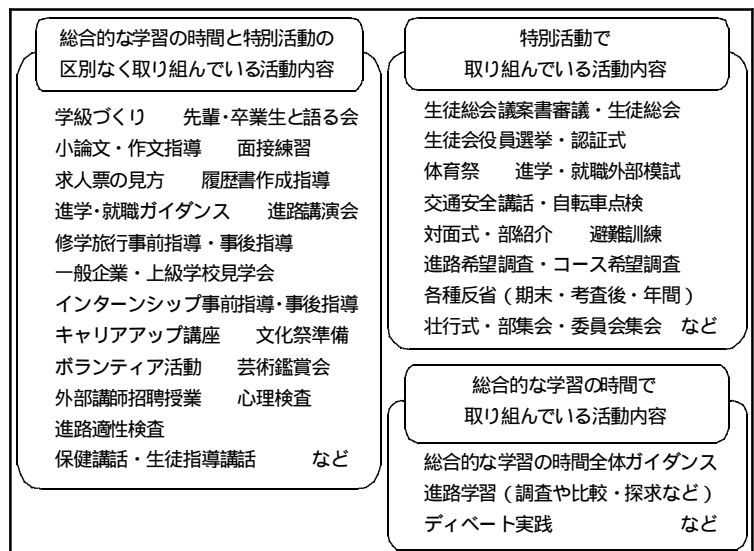 総合的な学習の時間と特別活動の
区別なく取り組んでいる活動内容
学級づくり　先輩・卒業生と語る会
小論文・作文指導　面接練習
求人票の見方　履歴書作成指導
進学・就職ガイダンス　進路講演会
修学旅行事前指導・事後指導
一般企業・上級学校見学会
インターンシップ事前指導・事後指導
キャリアアップ講座　文化祭準備
ボランティア活動　芸術鑑賞会
外部講師招聘授業　心理検査
進路適性検査
保健講話・生徒指導講話　など
特別活動で
取り組んでいる活動内容
生徒総会議案書審議・生徒総会
生徒会役員選挙・認証式
体育祭　進学・就職外部模試
交通安全講話・自転車点検
対面式・部紹介　避難訓練
進路希望調査・コース希望調査
各種反省（期末・考査後・年間）
壮行式・部集会・委員会集会　など
総合的な学習の時間で
取り組んでいる活動内容
総合的な学習の時間全体ガイダンス
進路学習（調査や比較・探求など）
ディベート実践　など